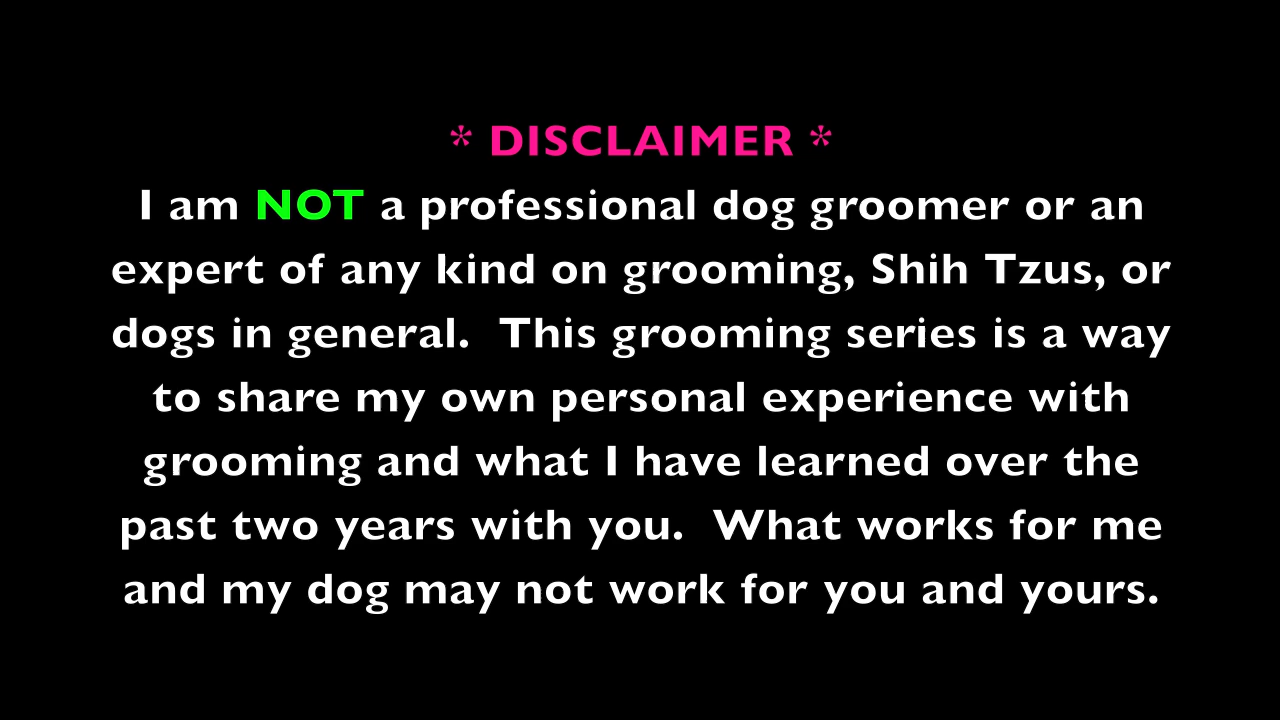 * DISCLAIMER *
I am NOT a professional dog groomer or an
expert of any kind on grooming, Shih Tzus, or
dogs in general.  This grooming series is a way
to share my own personal experience with
grooming and what I have learned over the
past two years with you.  What works for me
and my dog may not work for you and yours.